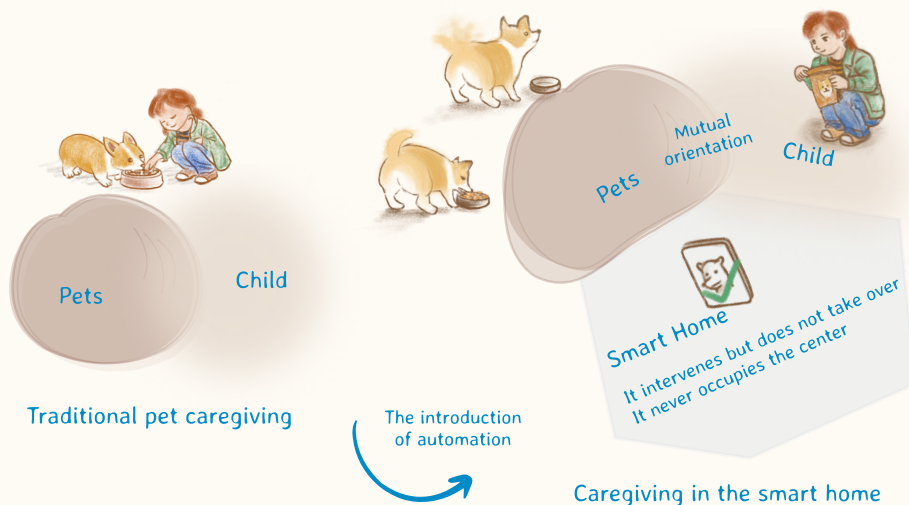 Pets
Child
Traditional pet caregiving
The introduction
of automation
Mutual
orientation
Pets
Child
Smart Home
It intervenes but does not take over
It never occupies the center
Caregiving in the smart home